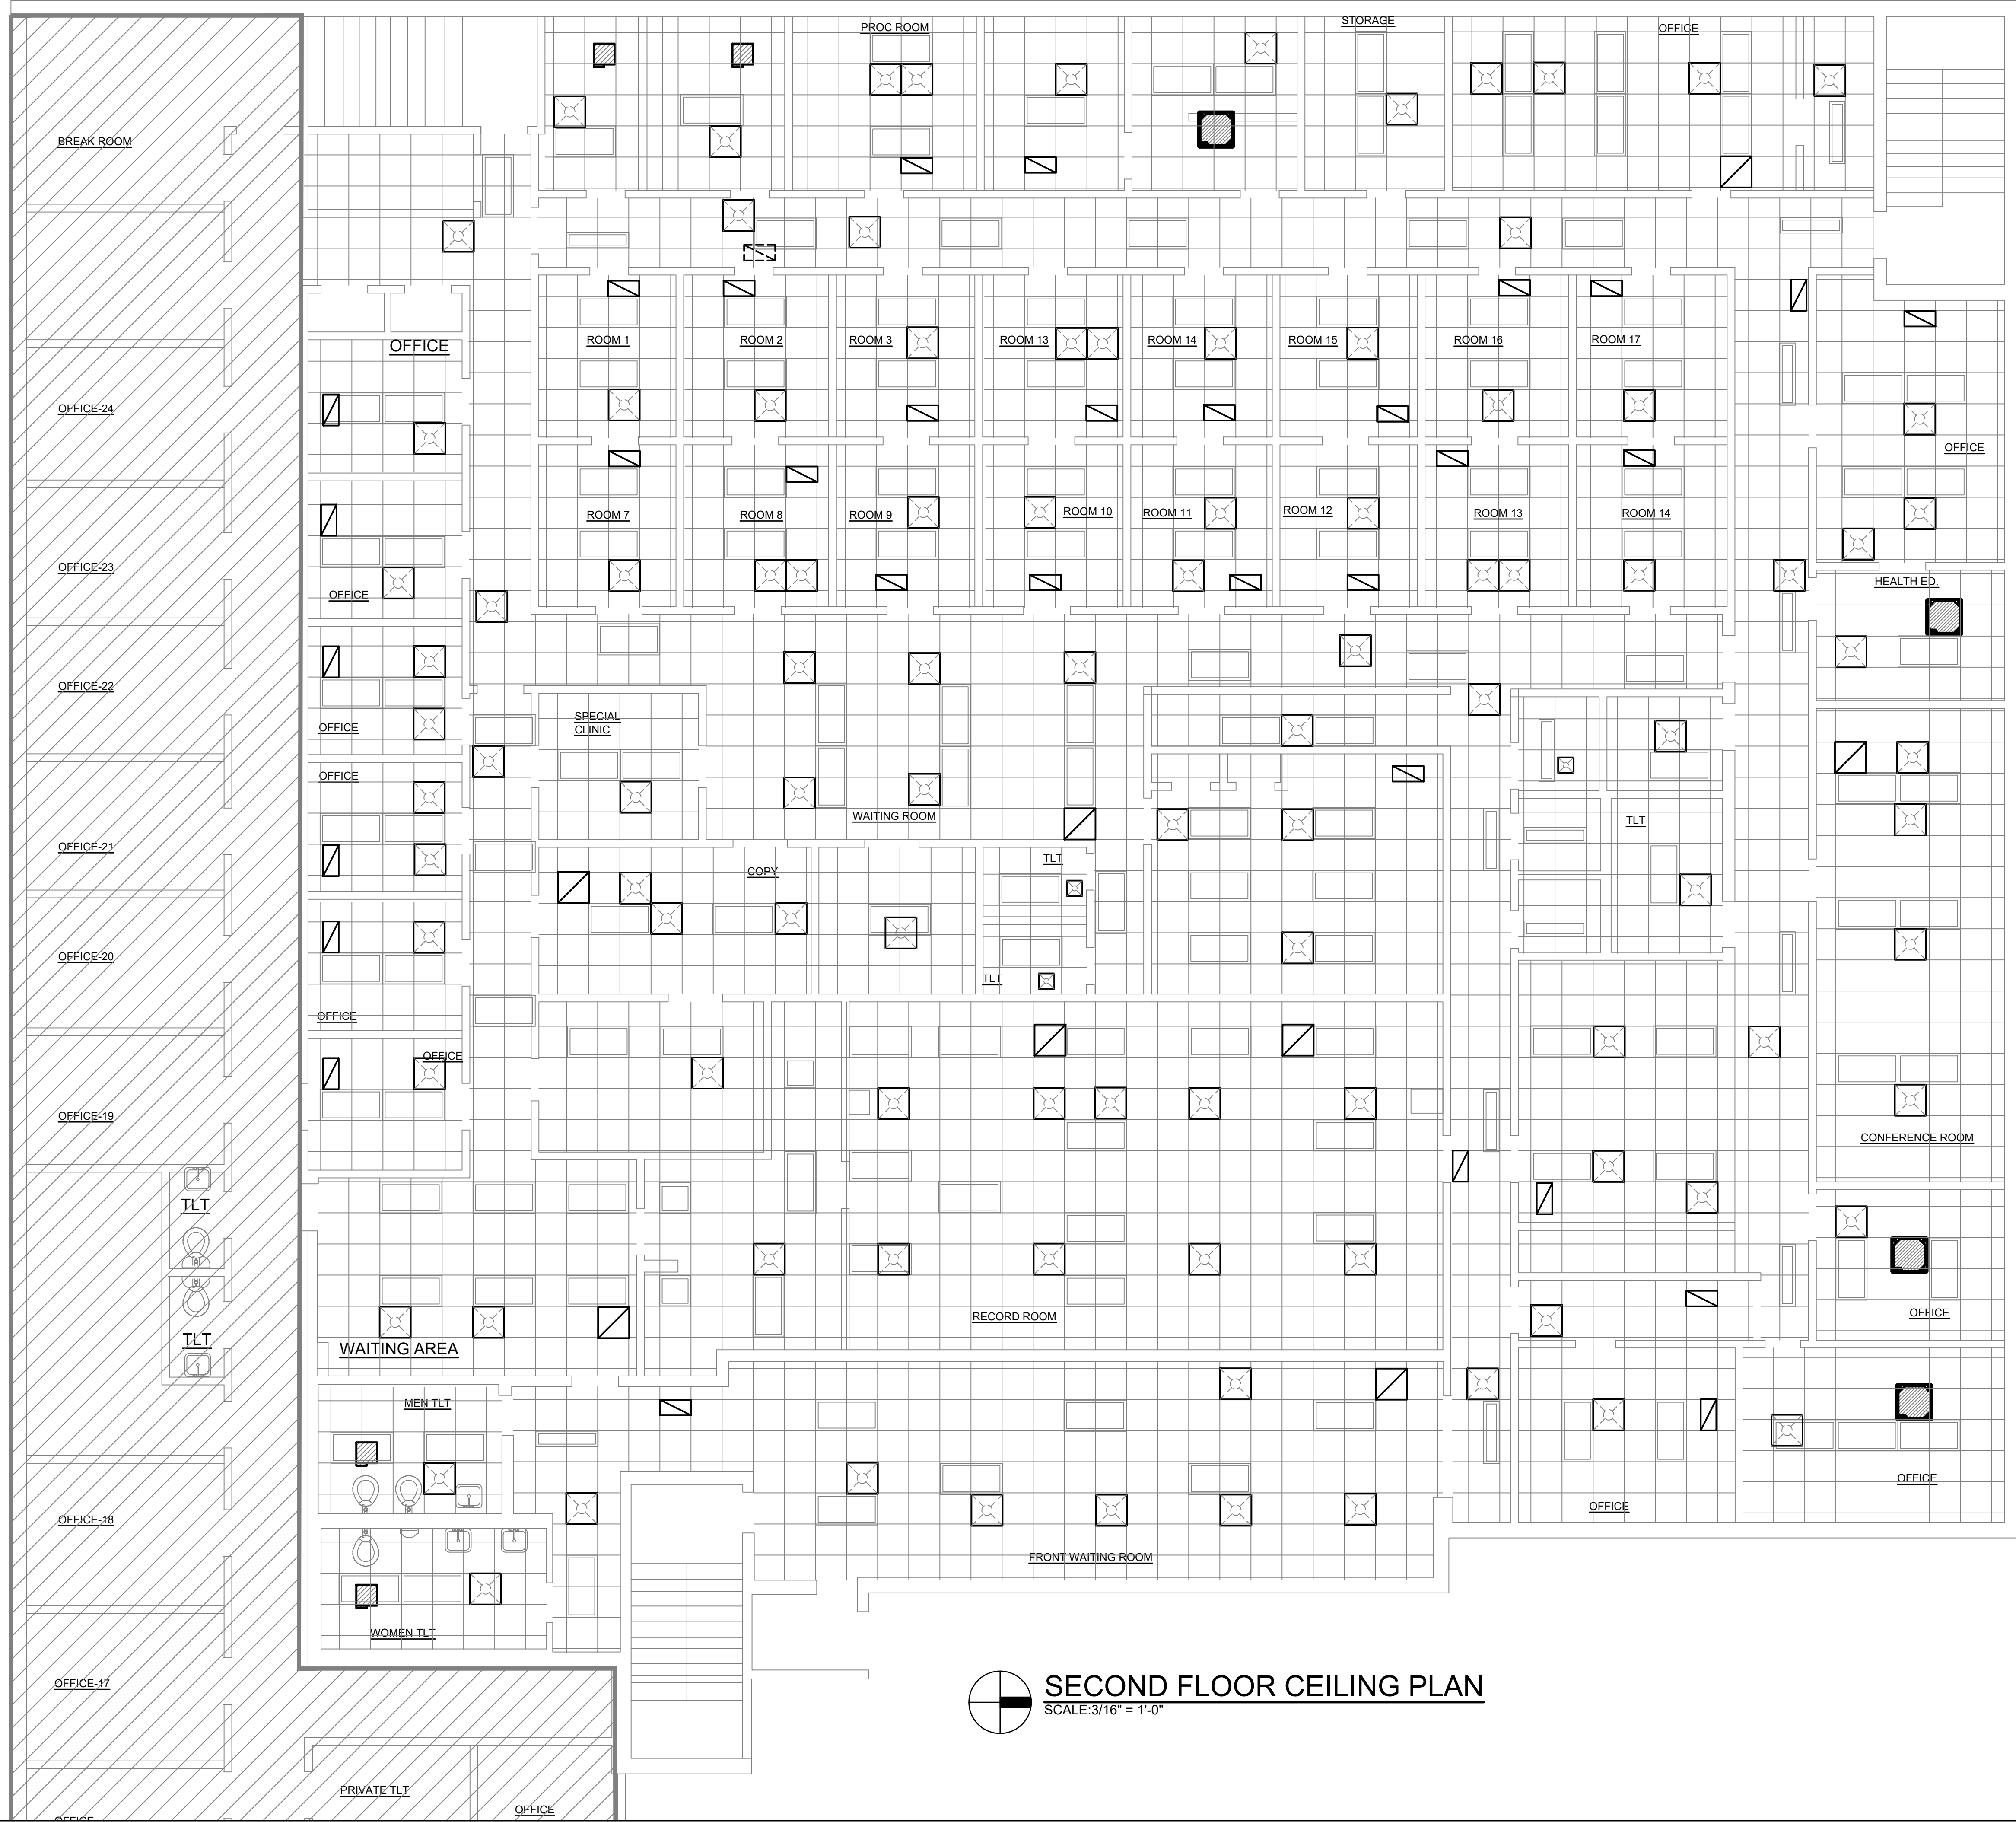 PROC ROOM
STORAGE
OFFICE
BREAK ROOM
OFFICE
ROOM 1
ROOM 2
ROOM 3
ROOM 13
ROOM 14
ROOM 15
ROOM 16
ROOM 17
OFFICE-24
OFFICE
ROOM 7
ROOM 8
ROOM 9
ROOM 10
ROOM 11
ROOM 12
ROOM 13
ROOM 14
OFFICE-23
HEALTH ED.
OFFICE
OFFICE-22
SPECIAL
CLINIC
OFFICE
OFFICE
WAITING ROOM
TLT
OFFICE-21
TLT
COPY
OFFICE-20
TLT
OFFICE
OFFICE
OFFICE-19
CONFERENCE ROOM
TLT
RECORD ROOM
OFFICE
TLT
WAITING AREA
MEN TLT
OFFICE
OFFICE
OFFICE-18
FRONT WAITING ROOM
WOMEN TLT
OFFICE-17
SECOND FLOOR CEILING PLAN
SCALE:3/16" = 1'-0"
PRIVATE TLT
OFFICE
OFFICE